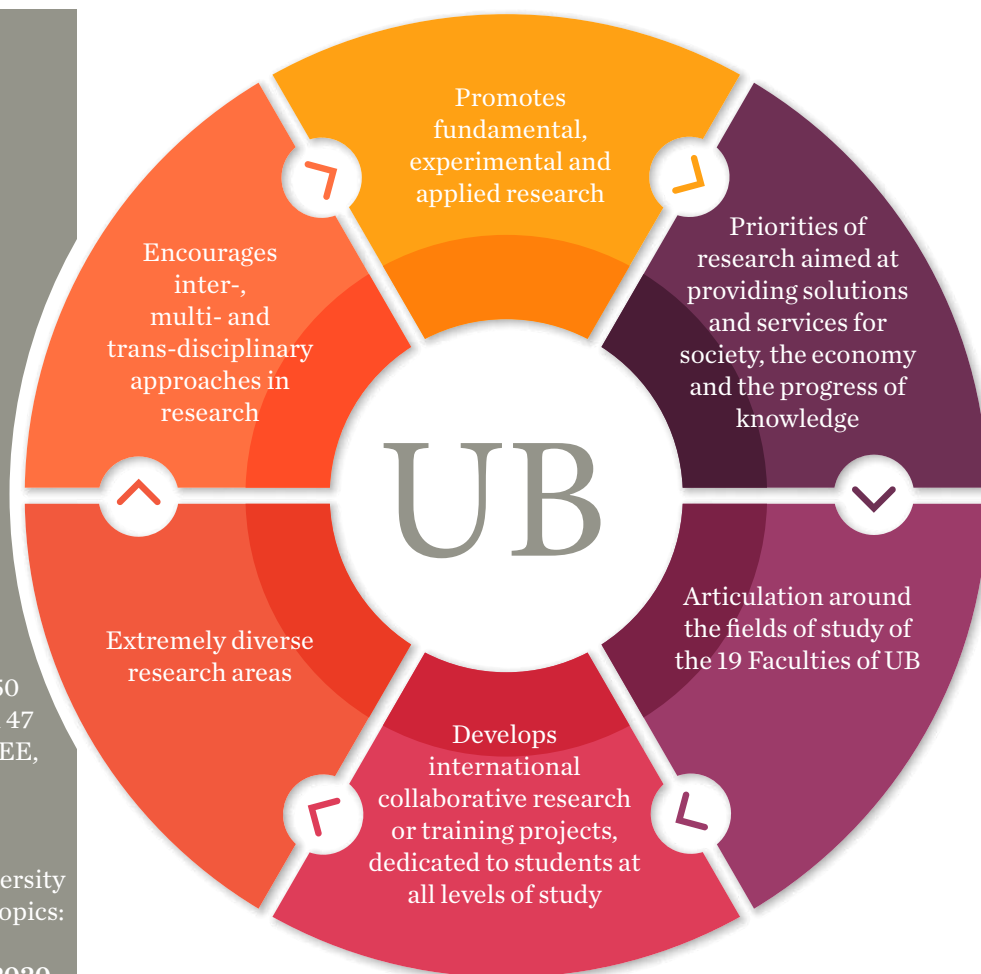 Promotes
fundamental,
experimental and
applied research
Priorities of
research aimed at
providing solutions
and services for
society, the economy
and the progress of
knowledge
Articulation around
the fields of study of
the 19 Faculties of UB
Develops
international
collaborative research
or training projects,
dedicated to students at
all levels of study
Extremely diverse
research areas
Encourages
inter-,
multi- and
trans-disciplinary
approaches in
research
UB
47
EE,
opics: